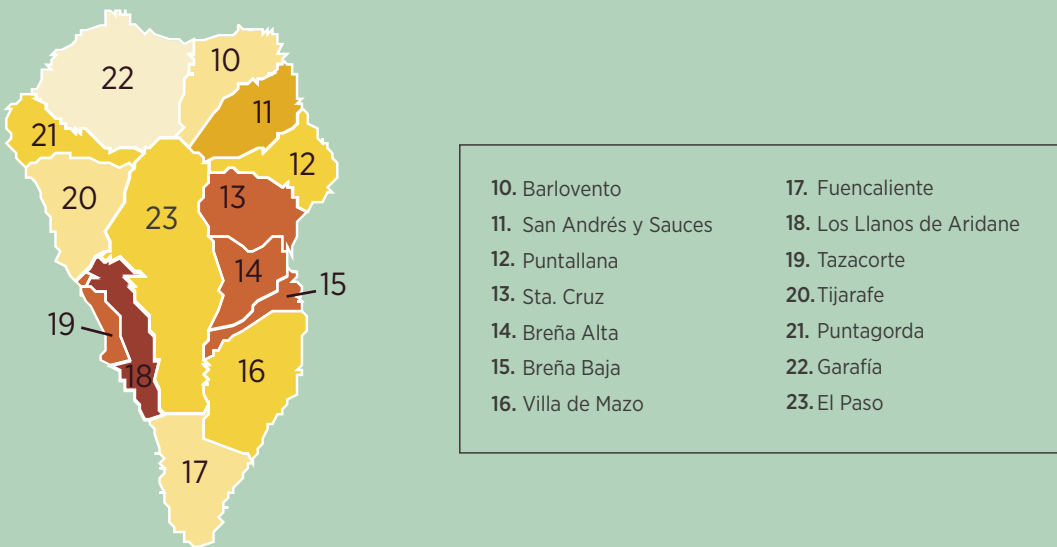 22
10
11
21
12
20
13
23
14
15
19
18
16
17
10. Barlovento
11. San Andrés y Sauces
12. Puntallana
13. Sta. Cruz
14. Breña Alta
15. Breña Baja
16. Villa de Mazo
17. Fuencaliente
18. Los Llanos de Aridane
19. Tazacorte
20. Tijarafe
21. Puntagorda
22. Garafía
23. El Paso